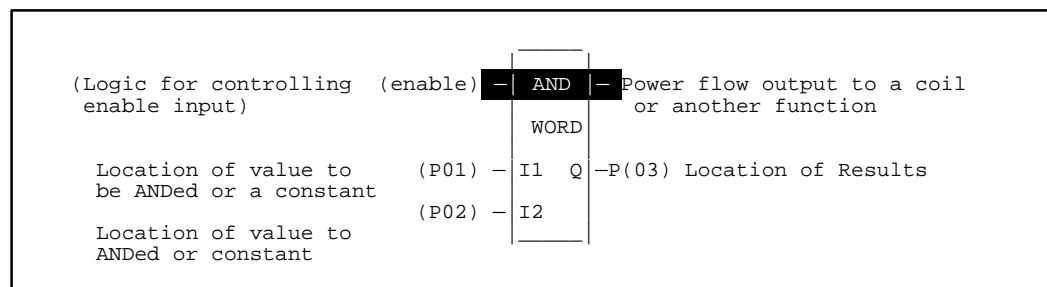 (Logic for controlling (enable) AND Power flow output to a coil
enable input) or another function
WORD
Location of value to (P01) I1 Q P(03) Location of Results
be ANDed or a constant
(P02) I2
Location of value to
ANDed or constant